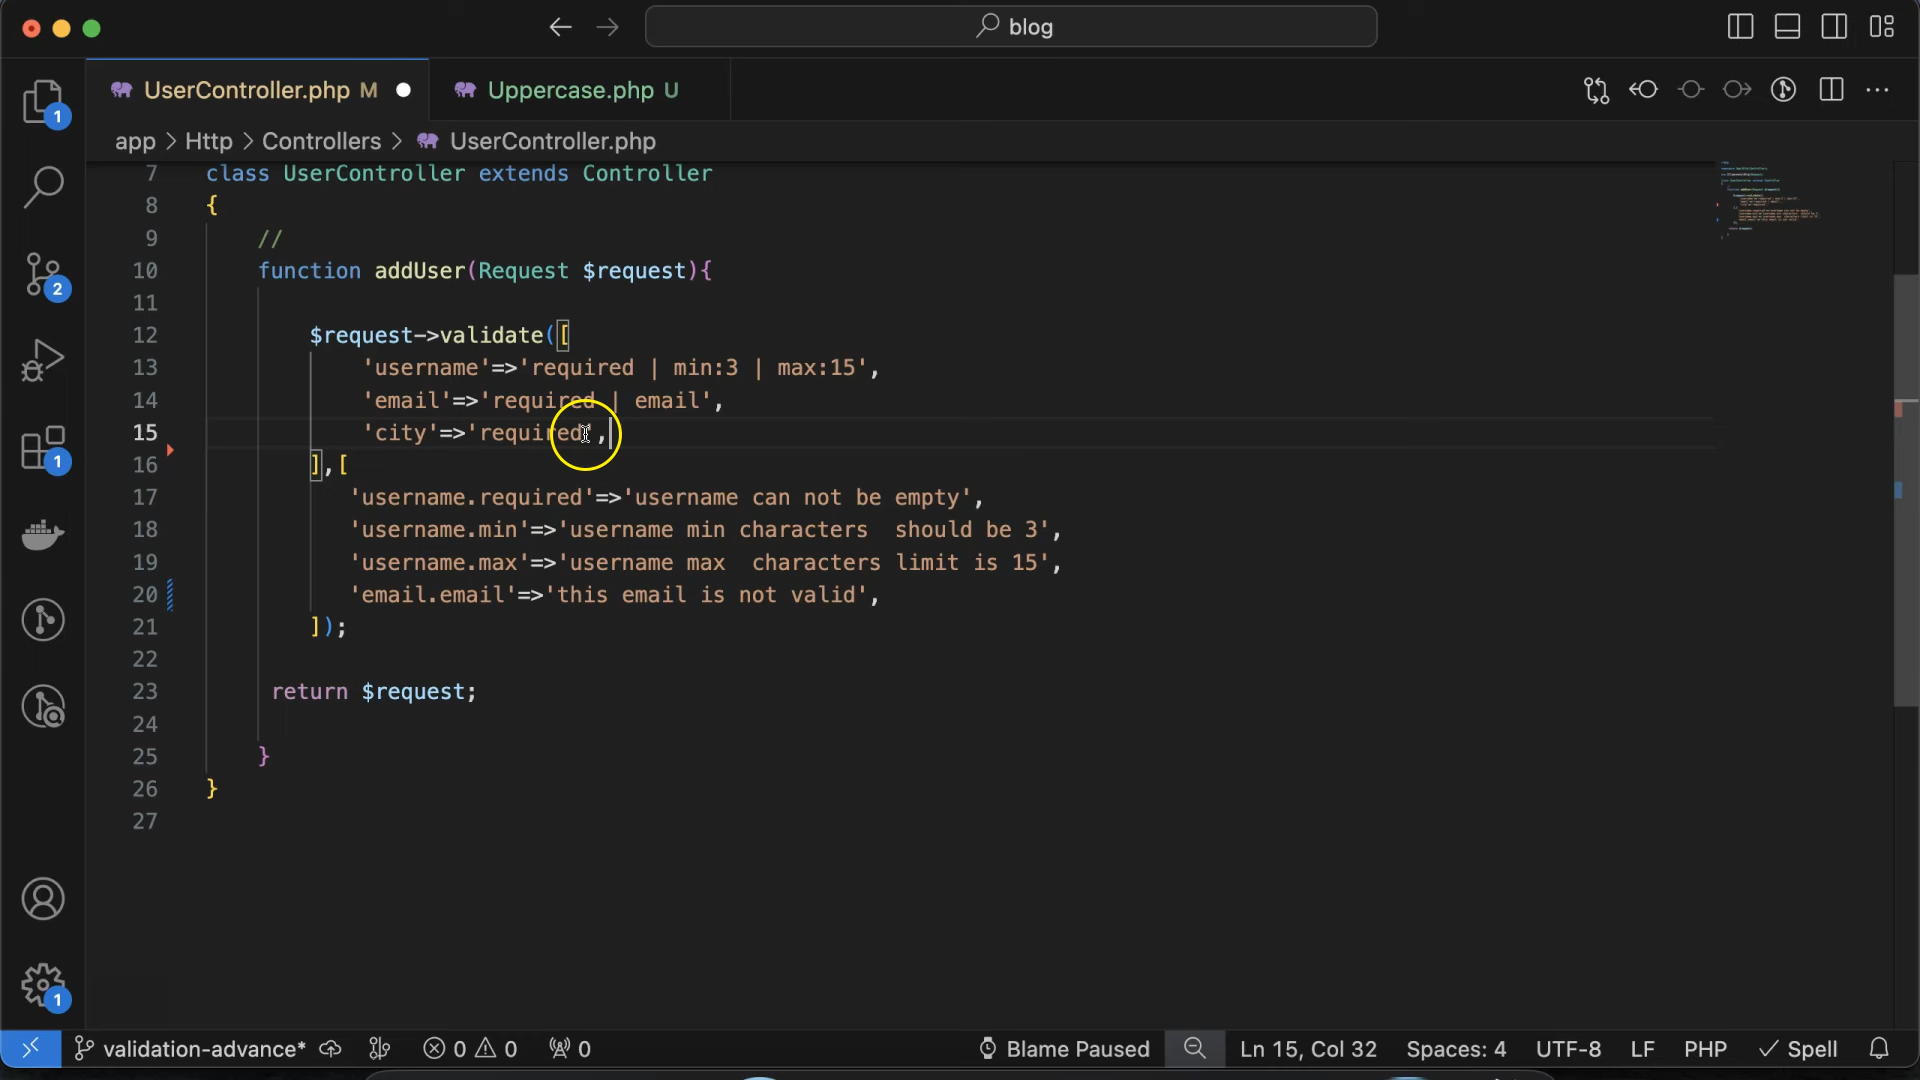 blog
UserController.php M
Uppercase.php U
app > Http > Controllers > UserController.php
7 class UserController extends Controller
8 {
9 //
10 function addUser(Request $request){
11
12 $request->validate([
13 'username'=>'required | min:3 | max:15',
14 'email'=>'required | email',
15 'city'=>'required',
16 ],[
17 'username.required'=>'username can not be empty',
18 'username.min'=>'username min characters  should be 3',
19 'username.max'=>'username max  characters limit is 15',
20 'email.email'=>'this email is not valid',
21 ]);
22
23 return $request;
24
25 }
26 }
27
1
2
1
1
validation-advance* 0 0 0 Blame Paused Ln 15, Col 32 Spaces: 4 UTF-8 LF PHP Spell